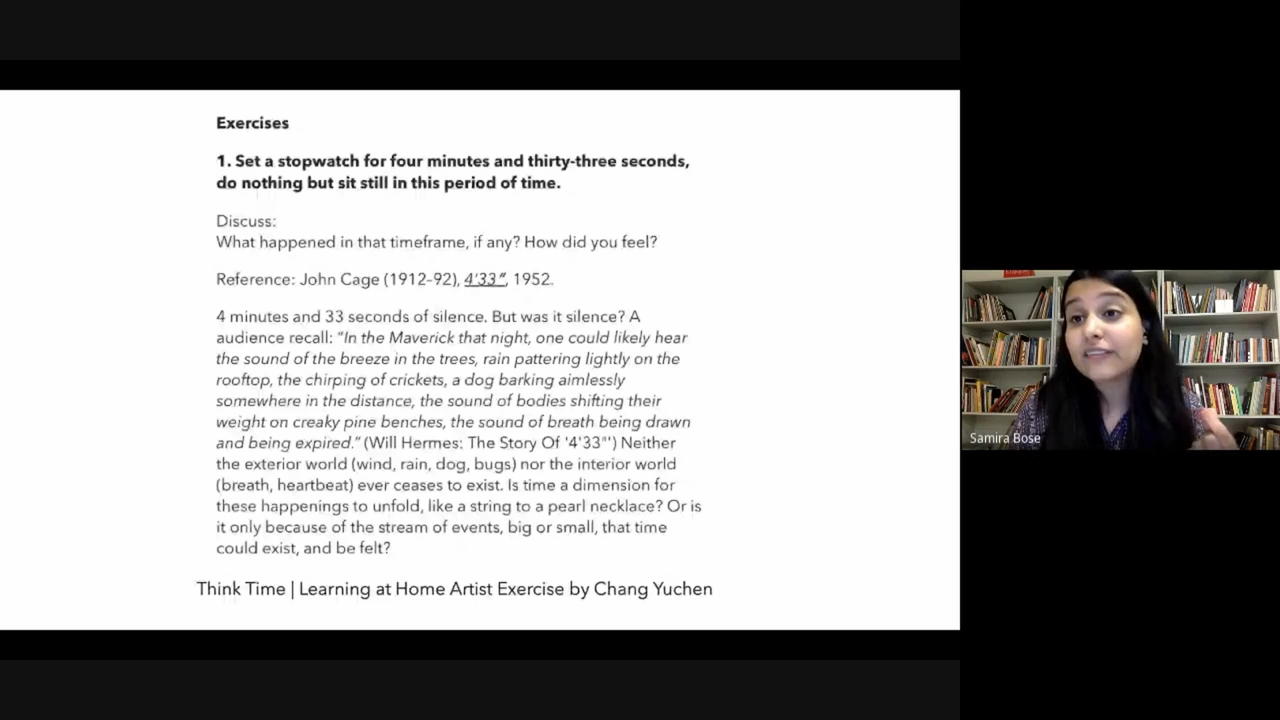 Exercises
1. Set a stopwatch for four minutes and thirty-three seconds,
do nothing but sit still in this period of time.
Discuss:
What happened in that timeframe, if any? How did you feel?
Reference: John Cage (1912–92), 4'33", 1952.
4 minutes and 33 seconds of silence. But was it silence? A
audience recall: "In the Maverick that night, one could likely hear
the sound of the breeze in the trees, rain pattering lightly on the
rooftop, the chirping of crickets, a dog barking aimlessly
somewhere in the distance, the sound of bodies shifting their
weight on creaky pine benches, the sound of breath being drawn
and being expired." (Will Hermes: The Story Of '4'33"') Neither
the exterior world (wind, rain, dog, bugs) nor the interior world
(breath, heartbeat) ever ceases to exist. Is time a dimension for
these happenings to unfold, like a string to a pearl necklace? Or is
it only because of the stream of events, big or small, that time
could exist, and be felt?
Think Time | Learning at Home Artist Exercise by Chang Yuchen
Samira Bose